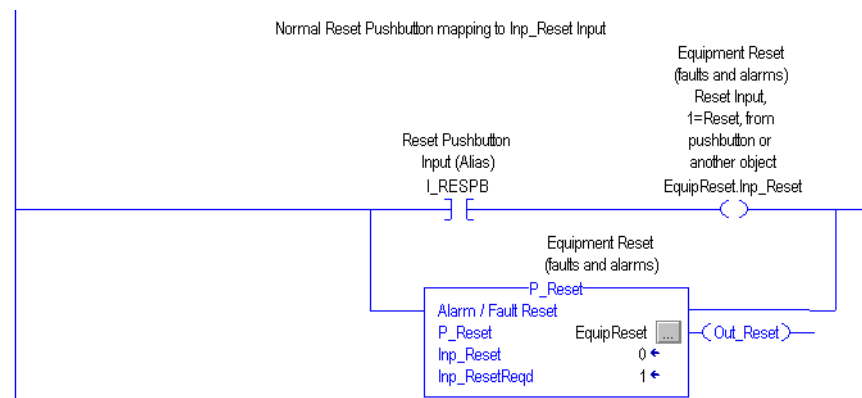 Normal Reset Pushbutton mapping to Inp_Reset Input
Equipment Reset
(faults and alarms)
Reset Input,
1=Reset, from
pushbutton or
another object
EquipReset.Inp_Reset
Reset Pushbutton
Input (Alias)
I_RESPB
Equipment Reset
(faults and alarms)
P_Reset
Alarm / Fault Reset
P_Reset EquipReset ...
Inp_Reset 0
Inp_ResetReqd 1
Out_Reset